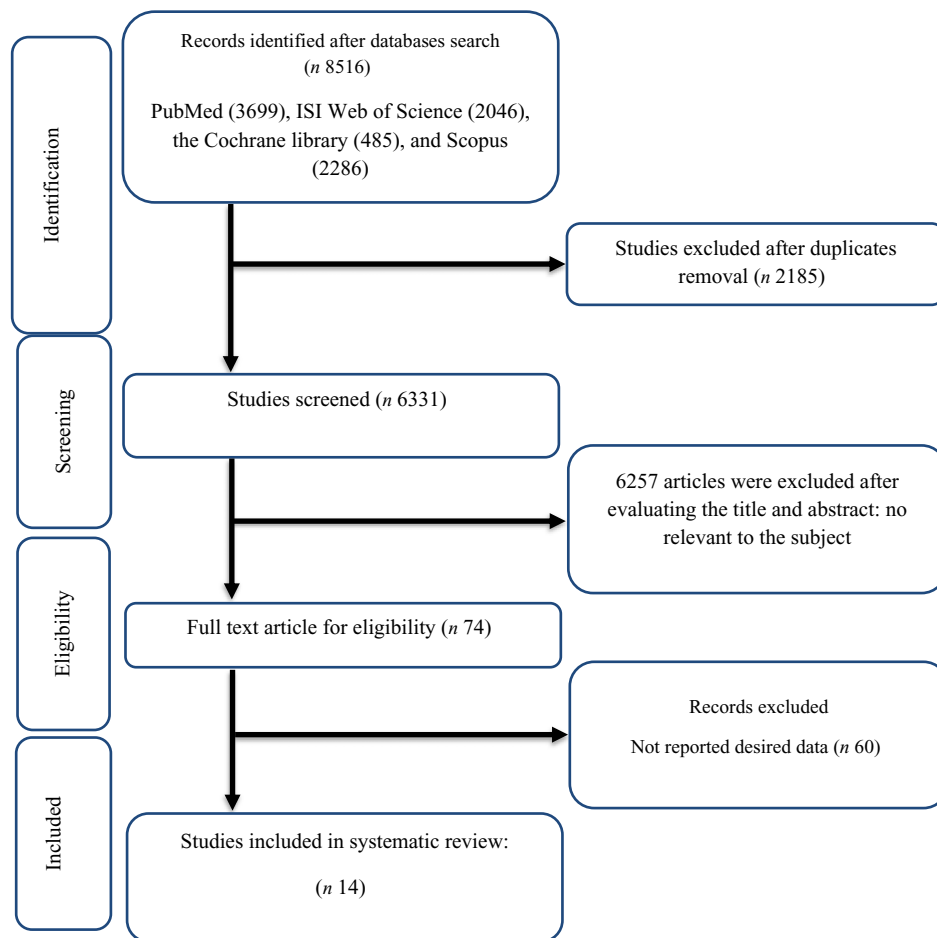 Records identified after databases search
(n 8516)
PubMed (3699), ISI Web of Science (2046),
the Cochrane library (485), and Scopus
(2286)
Identification
Studies excluded after duplicates
removal (n 2185)
Screening
Studies screened (n 6331)
6257 articles were excluded after
evaluating the title and abstract: no
relevant to the subject
Eligibility
Full text article for eligibility (n 74)
Records excluded
Not reported desired data (n 60)
Included
Studies included in systematic review:
(n 14)